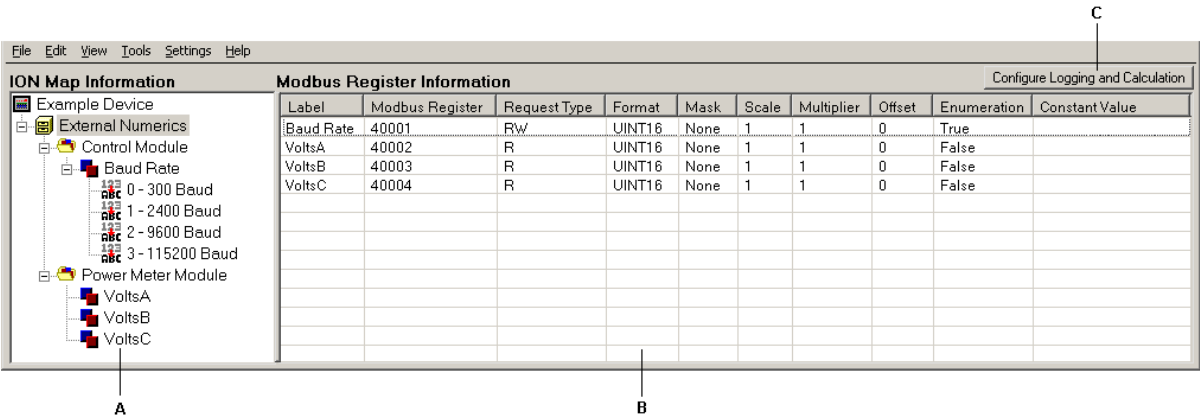 C
File Edit View Tools Settings Help
ION Map Information
Modbus Register Information
Configure Logging and Calculation
Example Device
External Numerics
Control Module
Baud Rate
0 - 300 Baud
1 - 2400 Baud
2 - 9600 Baud
3 - 115200 Baud
Power Meter Module
VoltsA
VoltsB
VoltsC
Label Modbus Register Request Type Format Mask Scale Multiplier Offset Enumeration Constant Value
Baud Rate 40001 RW UINT16 None 1 1 0 True
VoltsA 40002 R UINT16 None 1 1 0 False
VoltsB 40003 R UINT16 None 1 1 0 False
VoltsC 40004 R UINT16 None 1 1 0 False
A
B